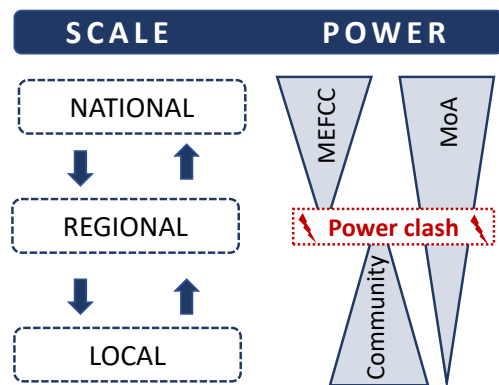 SCALE POWER
NATIONAL
MEFCC
MoA
REGIONAL
Power clash
Community
LOCAL